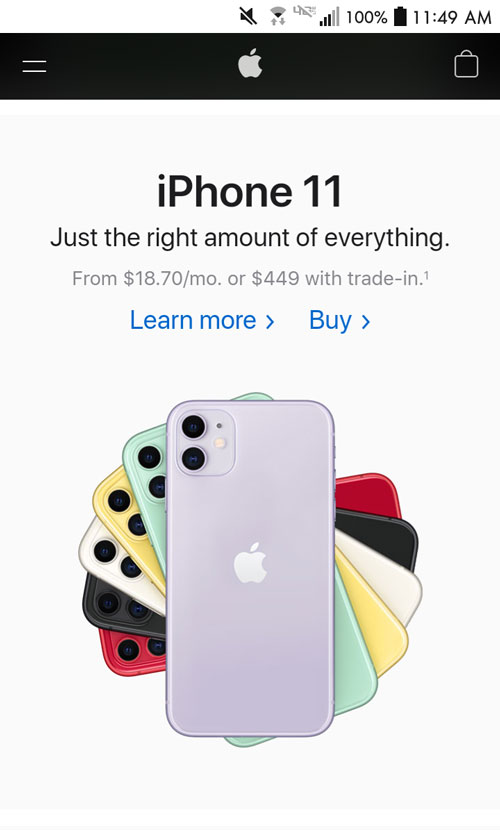 100% 11:49 AM
iPhone 11
Just the right amount of everything.
From $18.70/mo. or $449 with trade-in.¹
Learn more › Buy ›